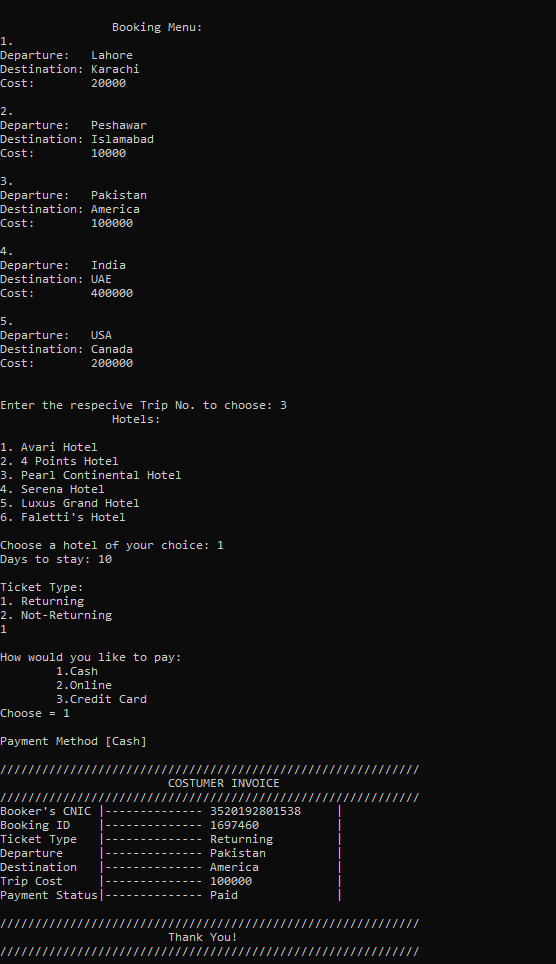 Booking Menu:
1.
Departure:   Lahore
Destination: Karachi
Cost:        20000
2.
Departure:   Peshawar
Destination: Islamabad
Cost:        10000
3.
Departure:   Pakistan
Destination: America
Cost:        100000
4.
Departure:   India
Destination: UAE
Cost:        400000
5.
Departure:   USA
Destination: Canada
Cost:        200000
Enter the respecive Trip No. to choose: 3
Hotels:
1. Avari Hotel
2. 4 Points Hotel
3. Pearl Continental Hotel
4. Serena Hotel
5. Luxus Grand Hotel
6. Faletti's Hotel
Choose a hotel of your choice: 1
Days to stay: 10
Ticket Type:
1. Returning
2. Not-Returning
1
How would you like to pay:
1.Cash
2.Online
3.Credit Card
Choose = 1
Payment Method [Cash]
////////////////////////////////////////////////////////////
COSTUMER INVOICE
////////////////////////////////////////////////////////////
Booker's CNIC |-------------- 3520192801538     |
Booking ID    |-------------- 1697460           |
Ticket Type   |-------------- Returning         |
Departure     |-------------- Pakistan          |
Destination   |-------------- America           |
Trip Cost     |-------------- 100000            |
Payment Status|-------------- Paid              |
////////////////////////////////////////////////////////////
Thank You!
////////////////////////////////////////////////////////////